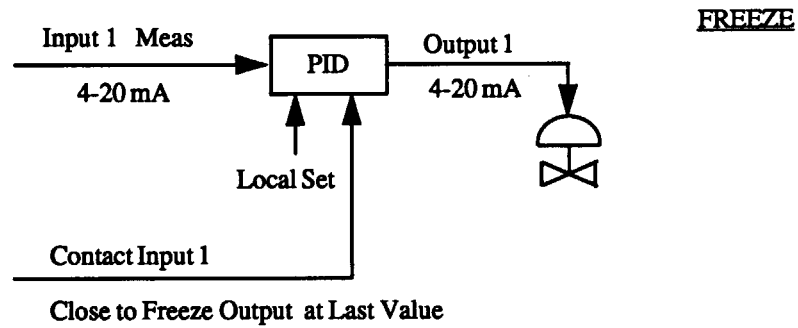 FREEZE
Input 1 Meas
4-20 mA
PID
Output 1
4-20 mA
Local Set
Contact Input 1
Close to Freeze Output at Last Value